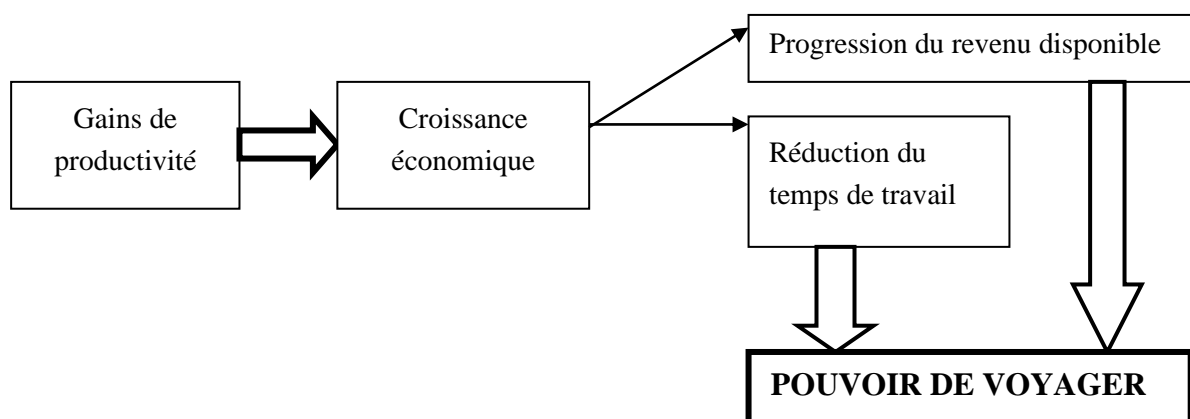 Progression du revenu disponible
Gains de
productivité
Croissance
économique
Réduction du
temps de travail
POUVOIR DE VOYAGER